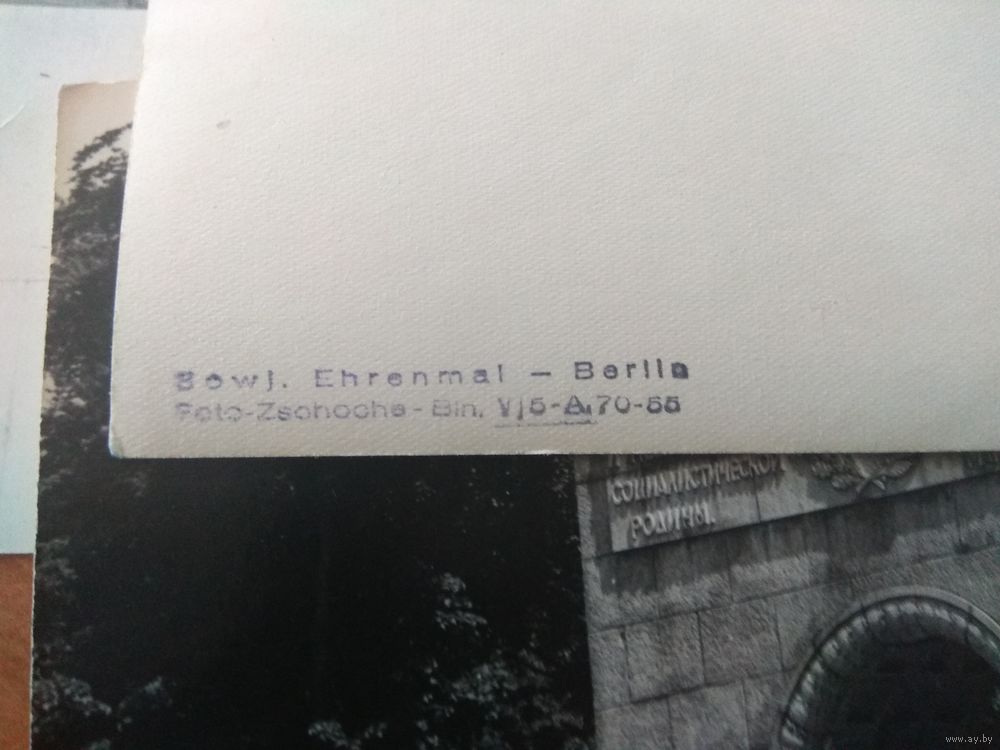 Sowj. Ehrenmal – Berlin
Foto-Zschoche - Bln. V/5-A.70-55
СОЦИАЛИСТИЧЕСКОЙ
РОДИНЫ.
www.ay.by